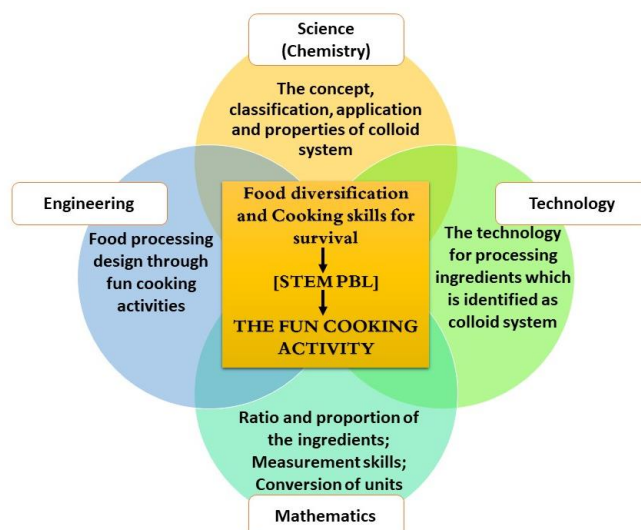 Science
(Chemistry)
The concept,
classification, application
and properties of colloid
system
Engineering
Food processing
design through
fun cooking
activities
Food diversification
and Cooking skills for
survival
[STEM PBL]
THE FUN COOKING
ACTIVITY
Technology
The technology
for processing
ingredients which
is identified as
colloid system
Ratio and proportion of
the ingredients;
Measurement skills;
Conversion of units
Mathematics